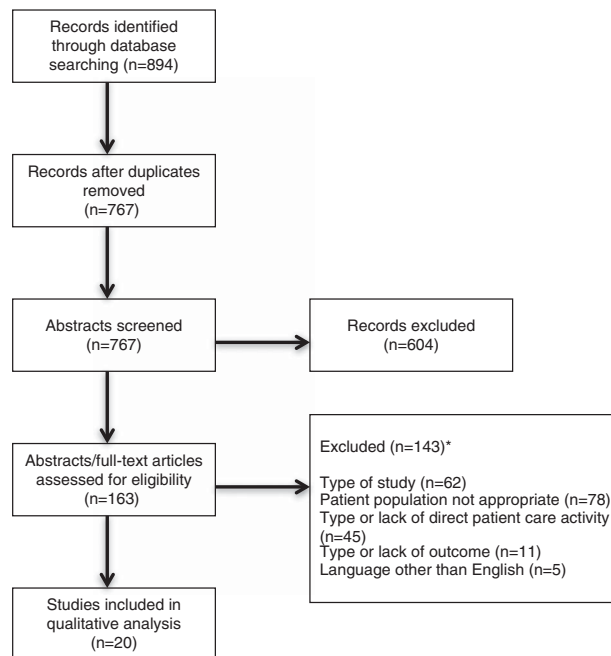 Records identified
through database
searching (n=894)
Records after duplicates
removed
(n=767)
Abstracts screened
(n=767)
Records excluded
(n=604)
Abstracts/full-text articles
assessed for eligibility
(n=163)
Excluded (n=143)*
Type of study (n=62)
Patient population not appropriate (n=78)
Type or lack of direct patient care activity
(n=45)
Type or lack of outcome (n=11)
Language other than English (n=5)
Studies included in
qualitative analysis
(n=20)